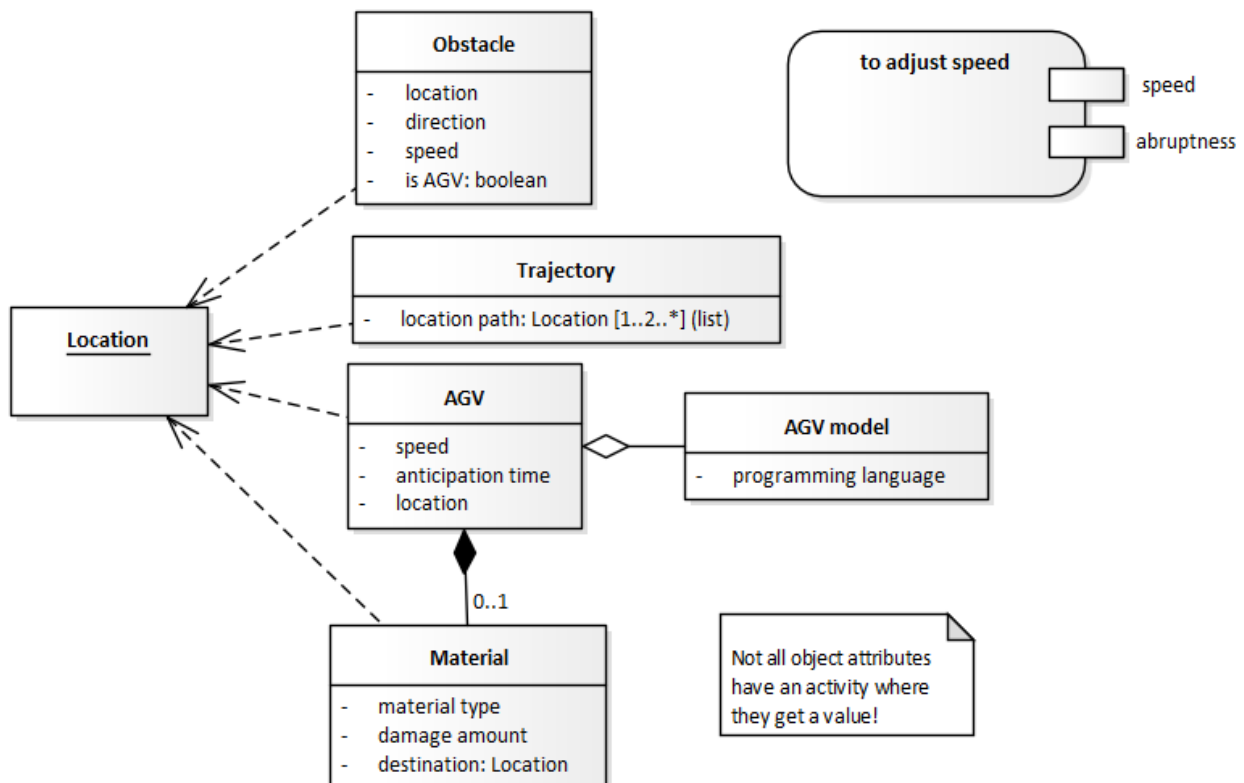 Obstacle
- location
- direction
- speed
- is AGV: boolean
to adjust speed
speed
abruptness
Trajectory
- location path: Location [1..2..*] (list)
Location
AGV
- speed
- anticipation time
- location
AGV model
- programming language
0..1
Material
- material type
- damage amount
- destination: Location
Not all object attributes
have an activity where
they get a value!